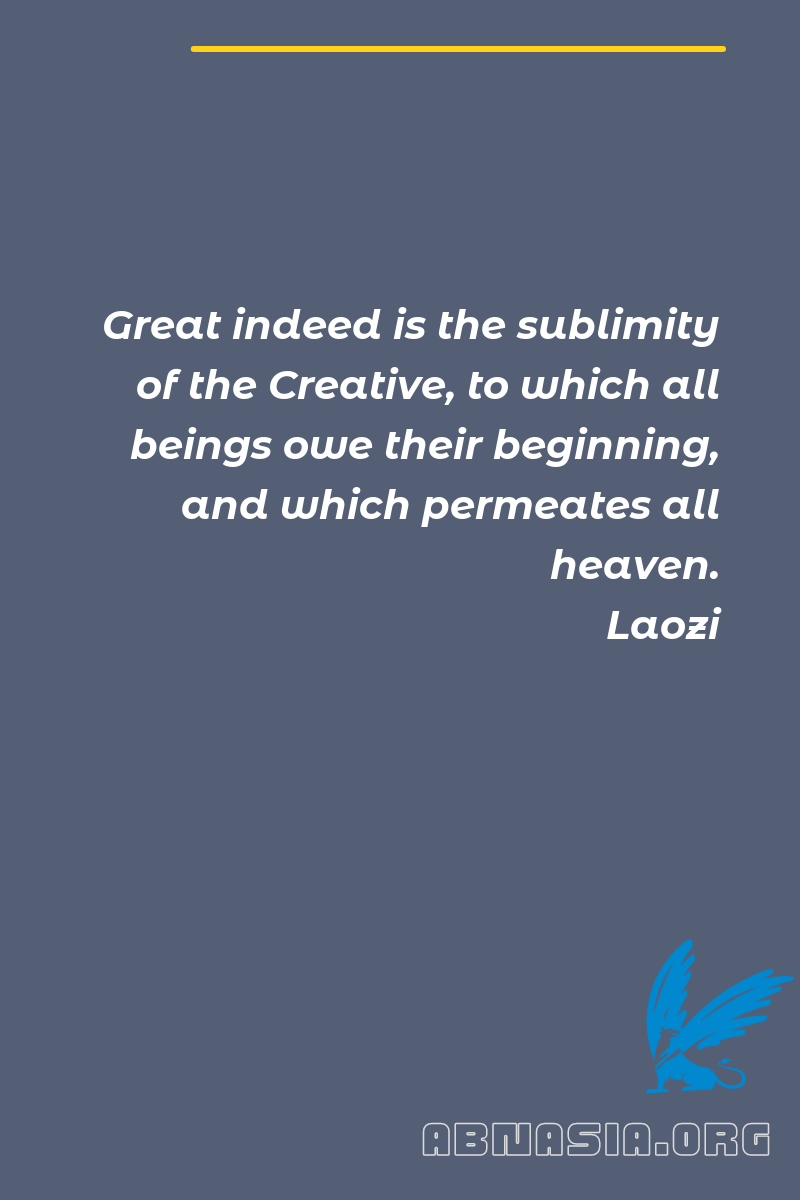 Great indeed is the sublimity
of the Creative, to which all
beings owe their beginning,
and which permeates all
heaven.
Laozi
ABNASIA.ORG